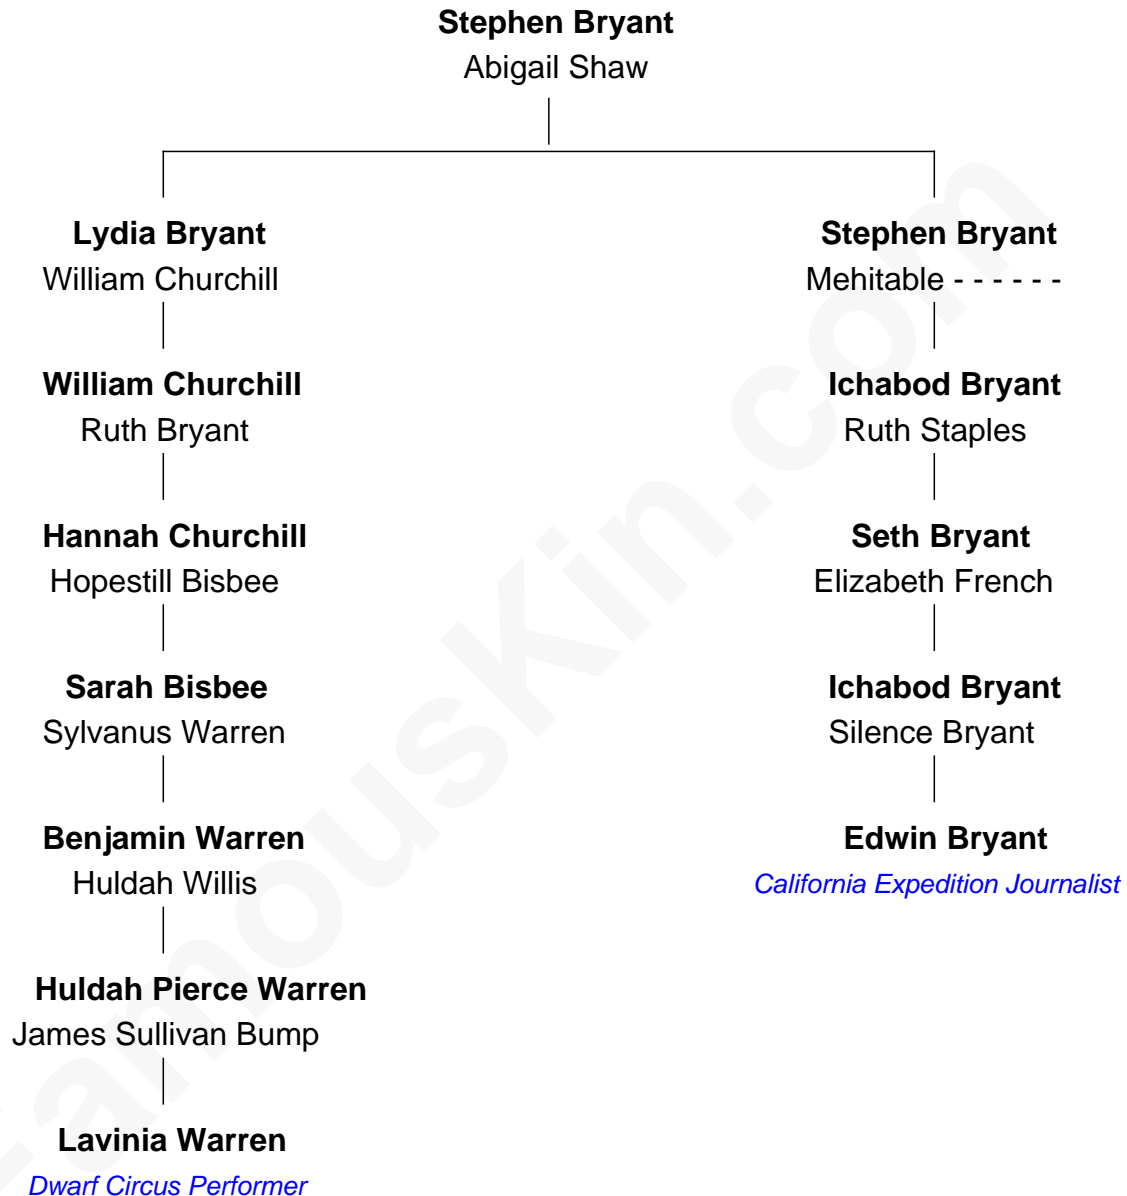 Stephen Bryant
Abigail Shaw
Lydia Bryant
William Churchill
Stephen Bryant
Mehitable - - - - - -
William Churchill
Ruth Bryant
Ichabod Bryant
Ruth Staples
Hannah Churchill
Hopestill Bisbee
Seth Bryant
Elizabeth French
Sarah Bisbee
Sylvanus Warren
Ichabod Bryant
Silence Bryant
Benjamin Warren
Huldah Willis
Edwin Bryant
California Expedition Journalist
Huldah Pierce Warren
James Sullivan Bump
Lavinia Warren
Dwarf Circus Performer
FamousKin.com